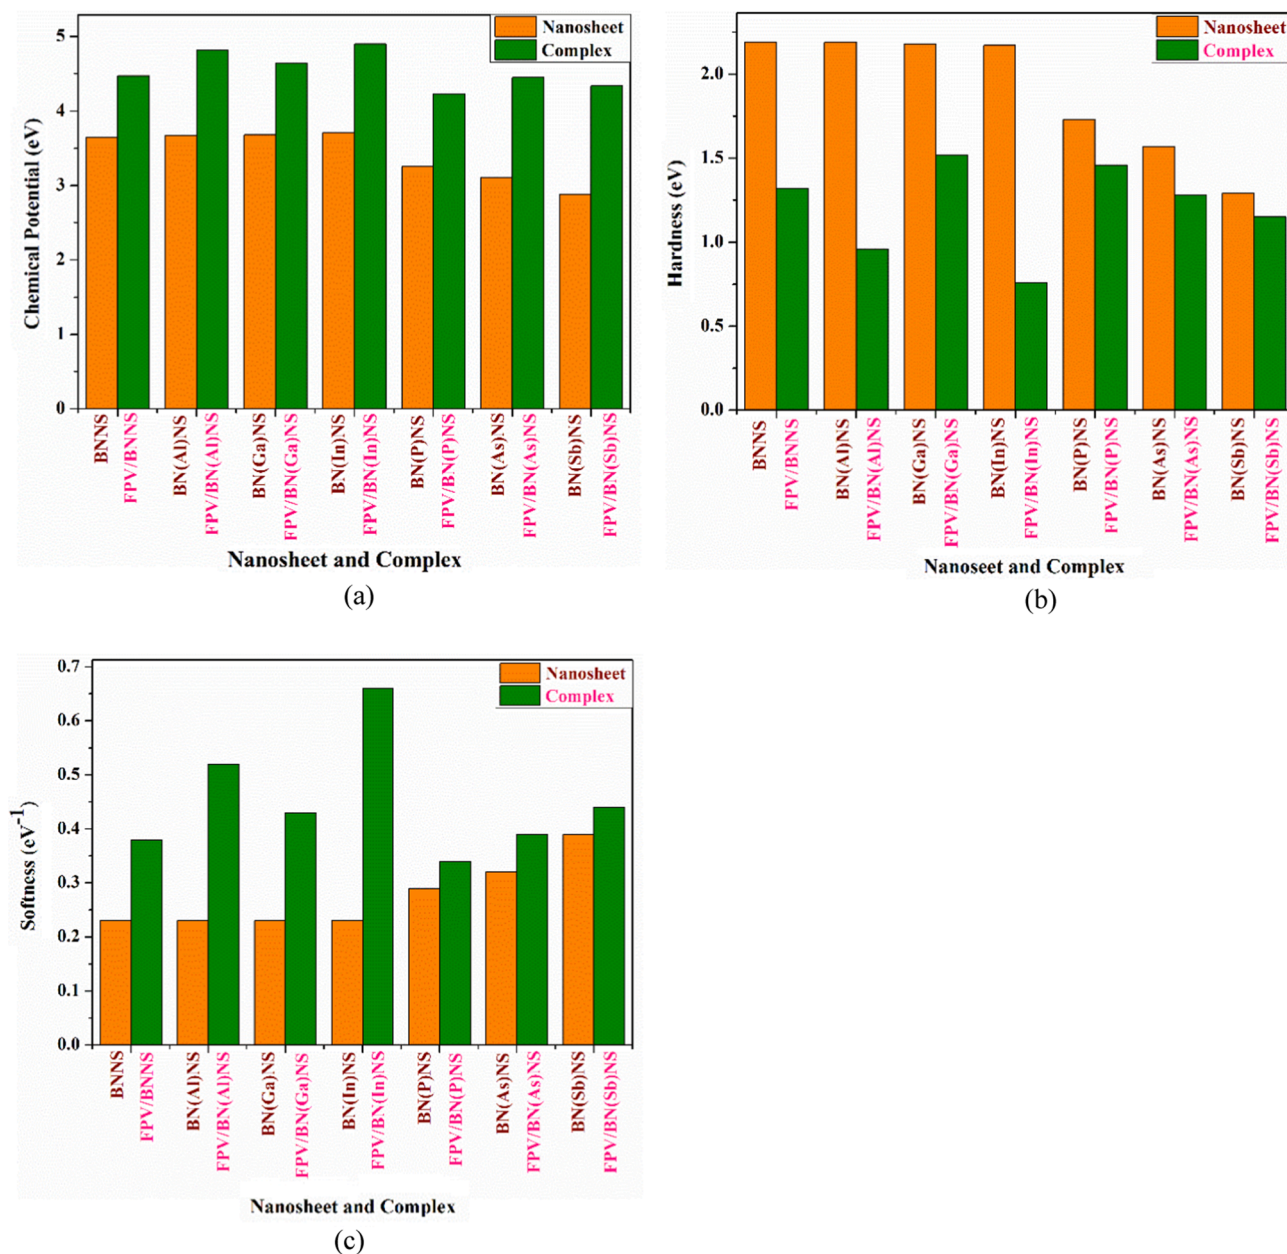 Nanosheet
Complex
Chemical Potential (eV)
5
4
3
2
1
0
BNNS
FPV/BNNS
BN(Al)NS
FPV/BN(Al)NS
BN(Ga)NS
FPV/BN(Ga)NS
BN(In)NS
FPV/BN(In)NS
BN(P)NS
FPV/BN(P)NS
BN(As)NS
FPV/BN(As)NS
BN(Sb)NS
FPV/BN(Sb)NS
Nanosheet and Complex
(a)
Nanosheet
Complex
Hardness (eV)
2.0
1.5
1.0
0.5
0.0
BNNS
FPV/BNNS
BN(Al)NS
FPV/BN(Al)NS
BN(Ga)NS
FPV/BN(Ga)NS
BN(In)NS
FPV/BN(In)NS
BN(P)NS
FPV/BN(P)NS
BN(As)NS
FPV/BN(As)NS
BN(Sb)NS
FPV/BN(Sb)NS
Nanoseet and Complex
(b)
Nanosheet
Complex
Softness (eV-1)
0.7
0.6
0.5
0.4
0.3
0.2
0.1
0.0
BNNS
FPV/BNNS
BN(Al)NS
FPV/BN(Al)NS
BN(Ga)NS
FPV/BN(Ga)NS
BN(In)NS
FPV/BN(In)NS
BN(P)NS
FPV/BN(P)NS
BN(As)NS
FPV/BN(As)NS
BN(Sb)NS
FPV/BN(Sb)NS
Nanosheet and Complex
(c)